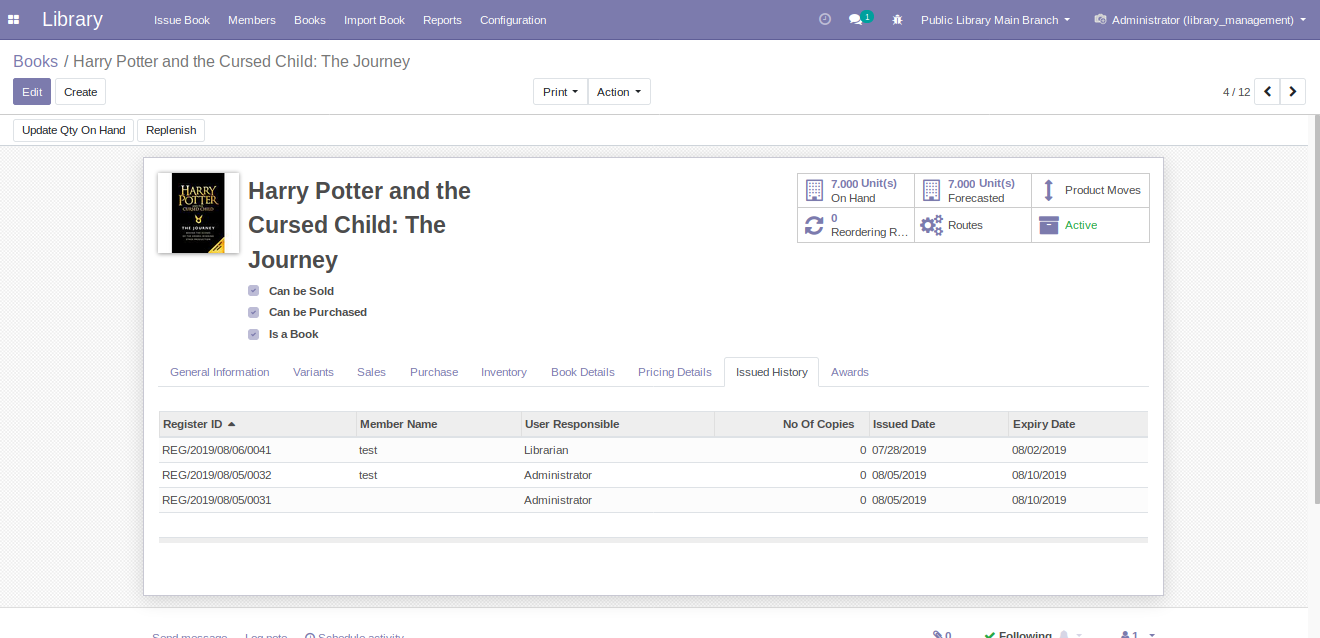 Library Issue Book Members Books Import Book Reports Configuration 1 Public Library Main Branch Administrator (library_management)
Books / Harry Potter and the Cursed Child: The Journey
Edit Create Print Action 4 / 12
Update Qty On Hand Replenish
HARRY
POTTER
CURSED CHILD
THE JOURNEY
Harry Potter and the
Cursed Child: The
Journey
7.000 Unit(s)
On Hand
7.000 Unit(s)
Forecasted
Product Moves
0
Reordering R...
Routes
Active
Can be Sold
Can be Purchased
Is a Book
General Information Variants Sales Purchase Inventory Book Details Pricing Details Issued History Awards
Register ID Member Name User Responsible No Of Copies Issued Date Expiry Date
REG/2019/08/06/0041 test Librarian 0 07/28/2019 08/02/2019
REG/2019/08/05/0032 test Administrator 0 08/05/2019 08/10/2019
REG/2019/08/05/0031 Administrator 0 08/05/2019 08/10/2019
Send message Log note Schedule activity 0 Following 1